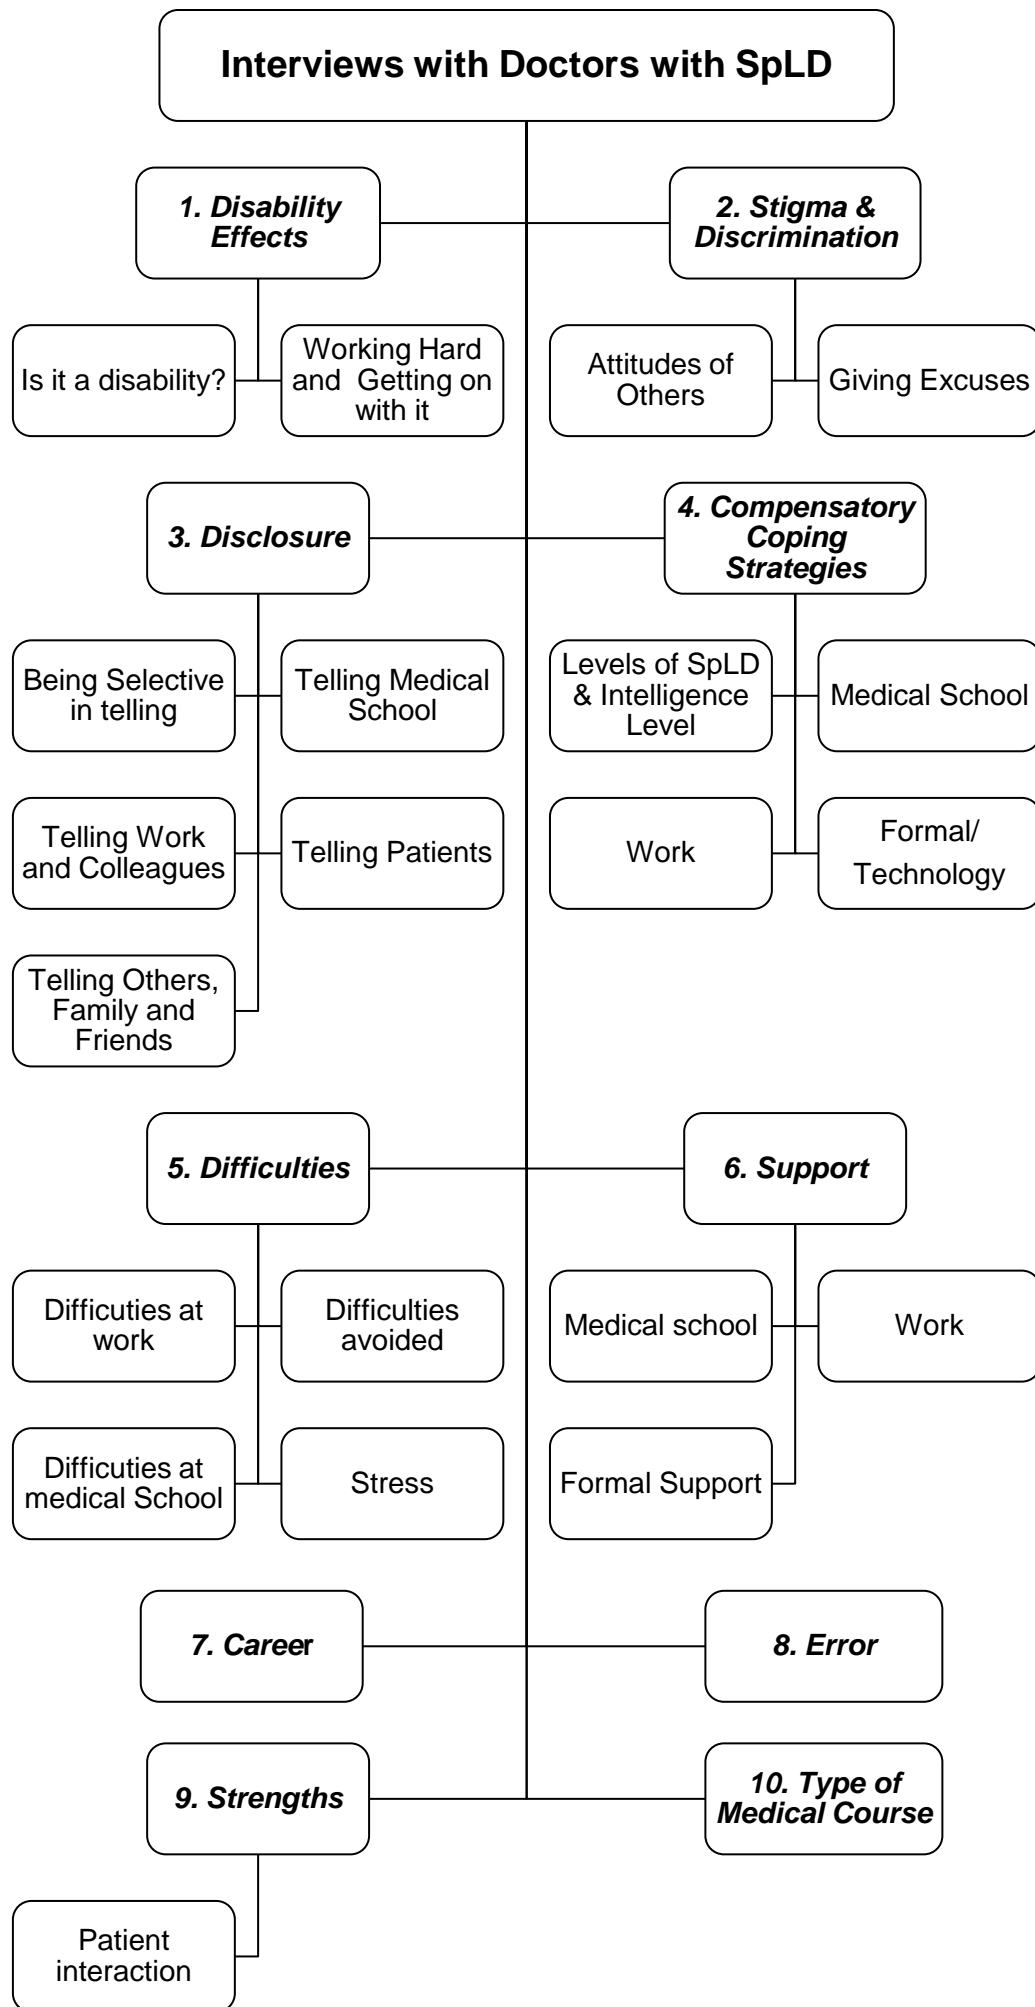 Interviews with Doctors with SpLD
1. Disability
Effects
2. Stigma &
Discrimination
Is it a disability?
Working Hard
and Getting on
with it
Attitudes of
Others
Giving Excuses
3. Disclosure
4. Compensatory
Coping
Strategies
Being Selective
in telling
Telling Medical
School
Levels of SpLD
& Intelligence
Level
Medical School
Telling Work
and Colleagues
Telling Patients
Work
Formal/
Technology
Telling Others,
Family and
Friends
5. Difficulties
6. Support
Difficuties at
work
Difficulties
avoided
Medical school
Work
Difficuties at
medical School
Stress
Formal Support
7. Career
8. Error
9. Strengths
10. Type of
Medical Course
Patient
interaction